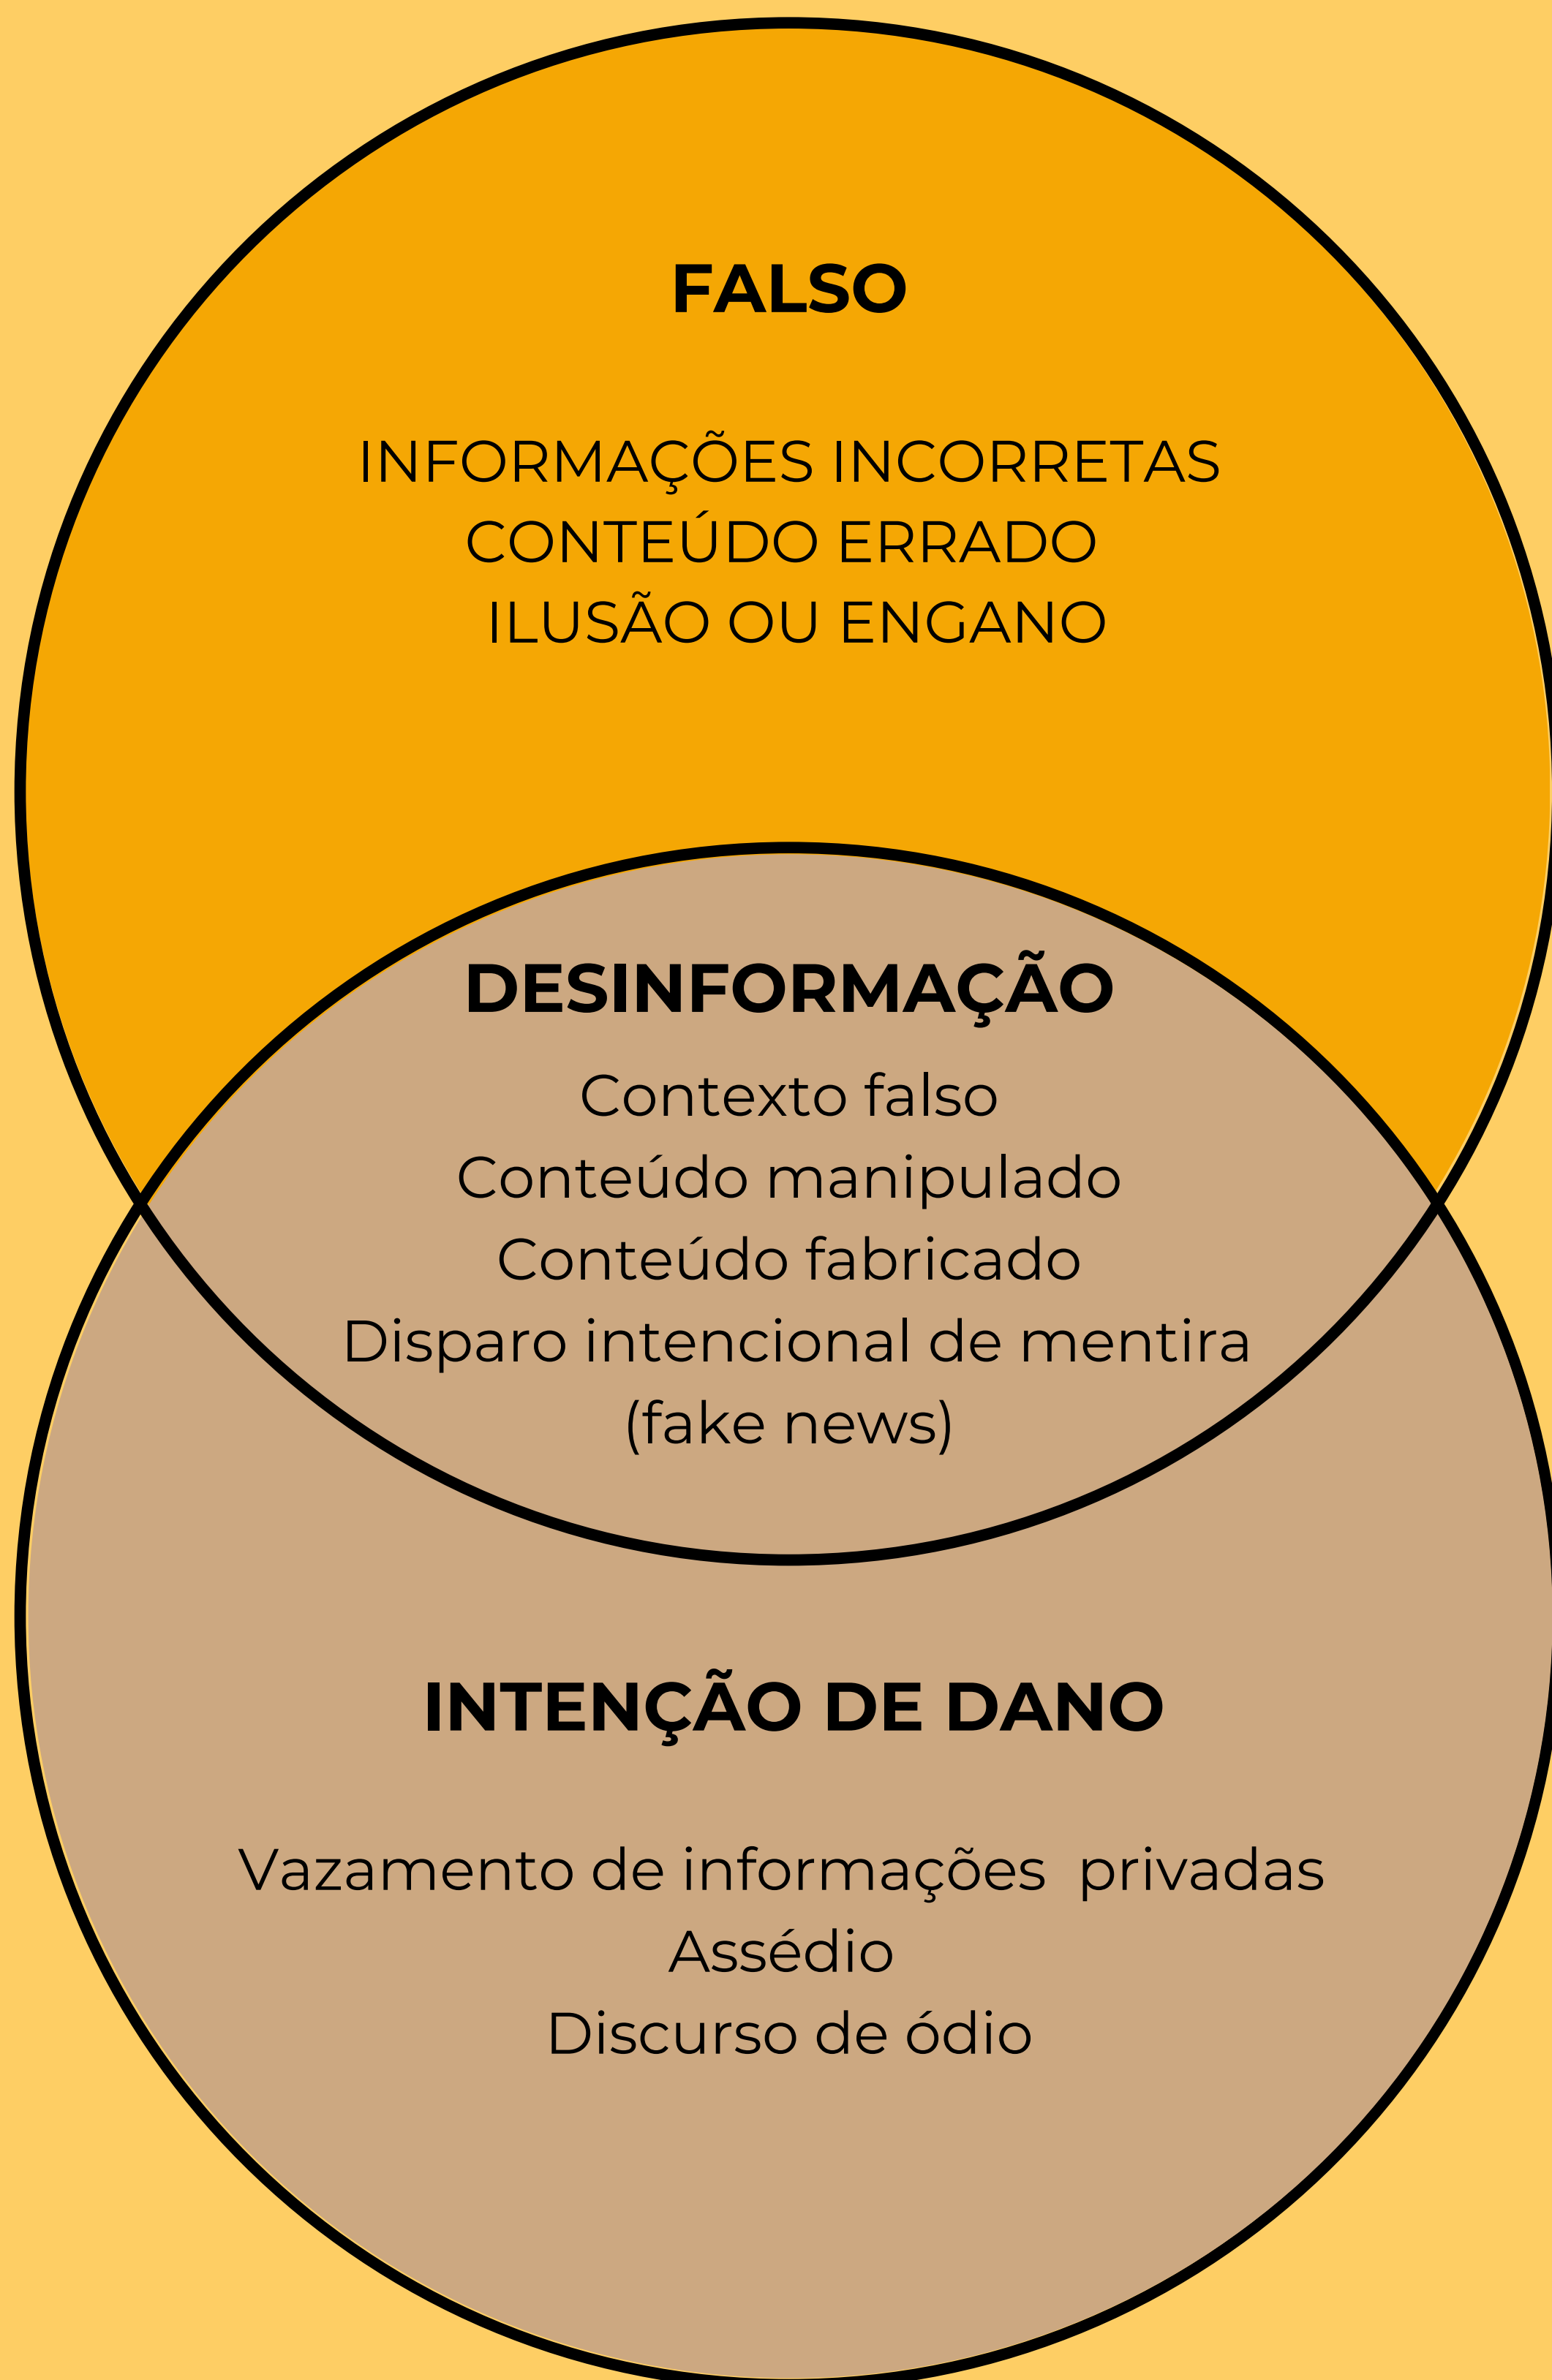 FALSO
INFORMAÇÕES INCORRETAS
CONTEÚDO ERRADO
ILUSÃO OU ENGANO
DESINFORMAÇÃO
Contexto falso
Conteúdo manipulado
Conteúdo fabricado
Disparo intencional de mentira
(fake news)
INTENÇÃO DE DANO
Vazamento de informações privadas
Assédio
Discurso de ódio